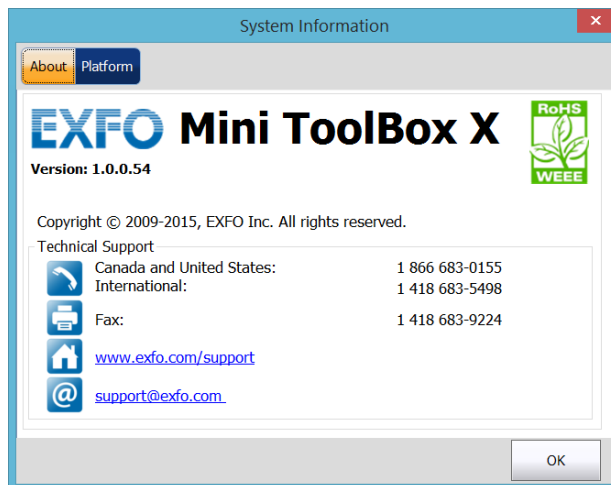 System Information
About Platform
EXFO Mini ToolBox X
RoHS
WEEE
Version: 1.0.0.54
Copyright © 2009-2015, EXFO Inc. All rights reserved.
Technical Support
Canada and United States: 1 866 683-0155
International: 1 418 683-5498
Fax: 1 418 683-9224
www.exfo.com/support
@ support@exfo.com
OK